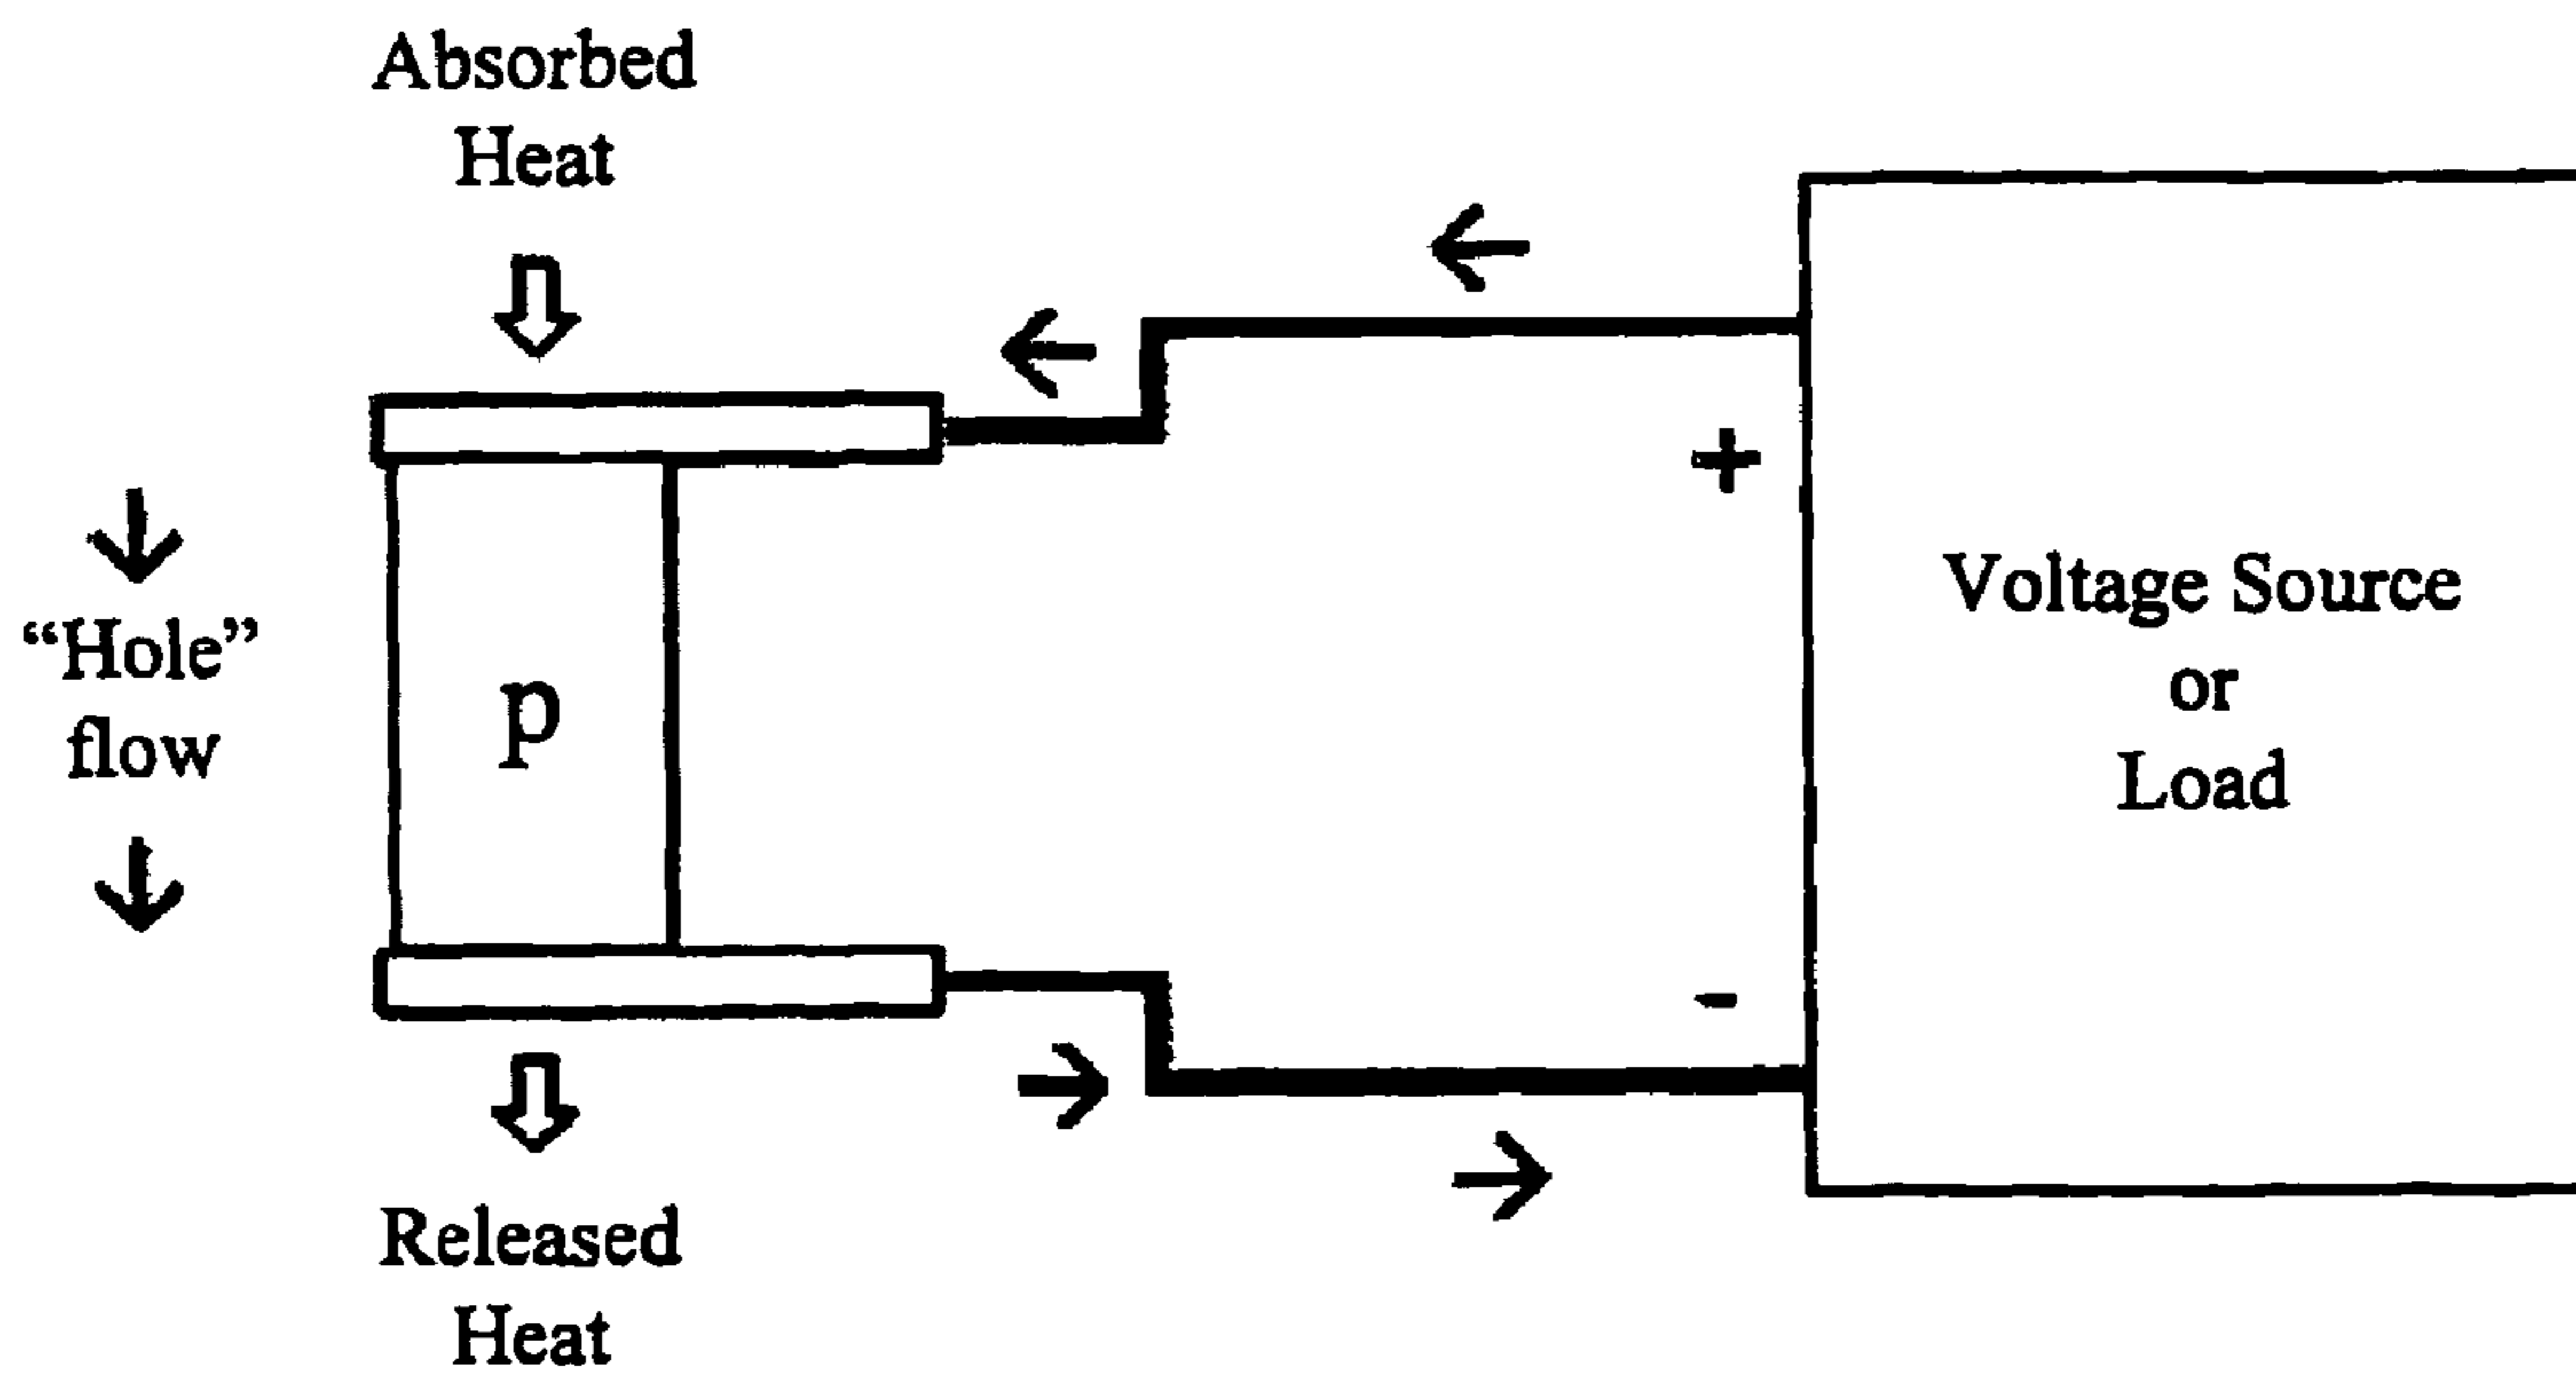 Absorbed
Heat
+
“Hole”
flow
p
Voltage Source
or
Load
-
Released
Heat